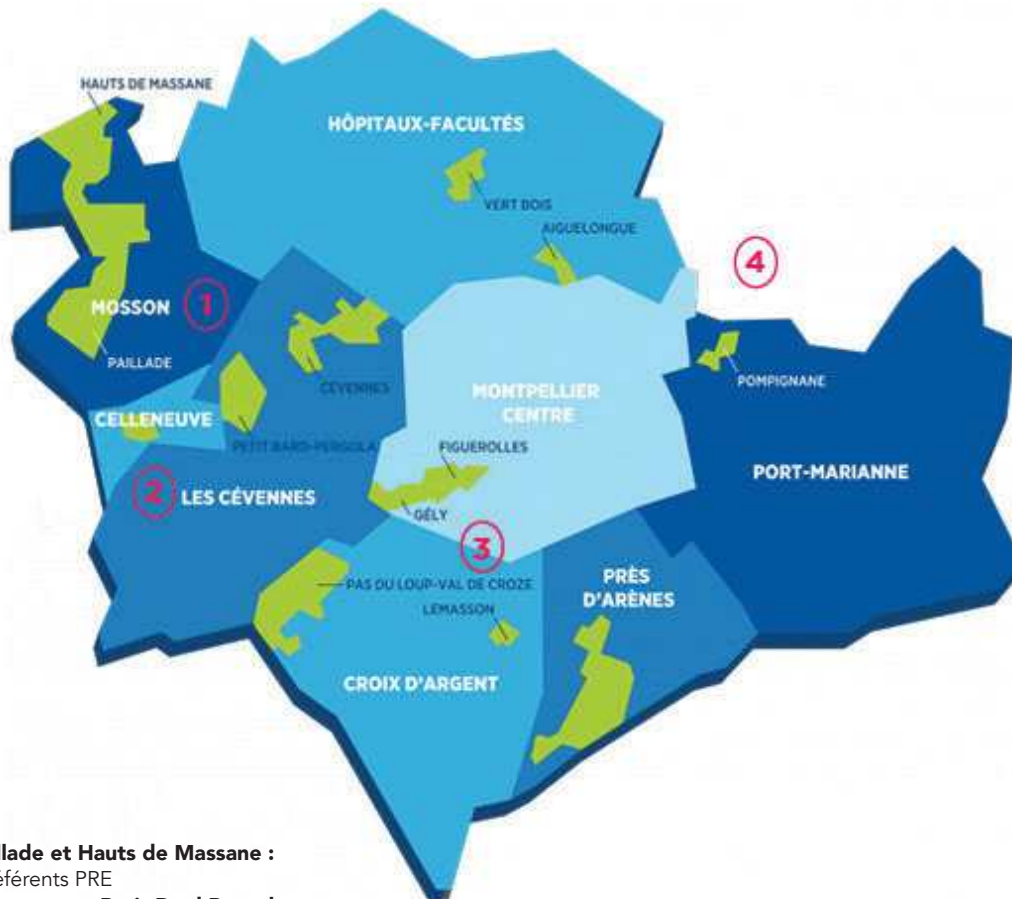 HAUTS DE MASSANE
HÔPITAUX-FACULTÉS
VERT BOIS
AIGUELONGUE
4
MOSSON
1
PAILLADE
POMPIGNANE
CÉVENNES
MONTPELLIER
CENTRE
CELLENEUVE
PETIT BARD-PERGOLA
FIGUEROLLES
PORT-MARIANNE
2
LES CÉVENNES
GÉLY
3
PAS DU LOUP-VAL DE CROZE
LEMASSON
PRÈS
D'ARÈNES
CROIX D'ARGENT
llade et Hauts de Massane :
éférents PRE